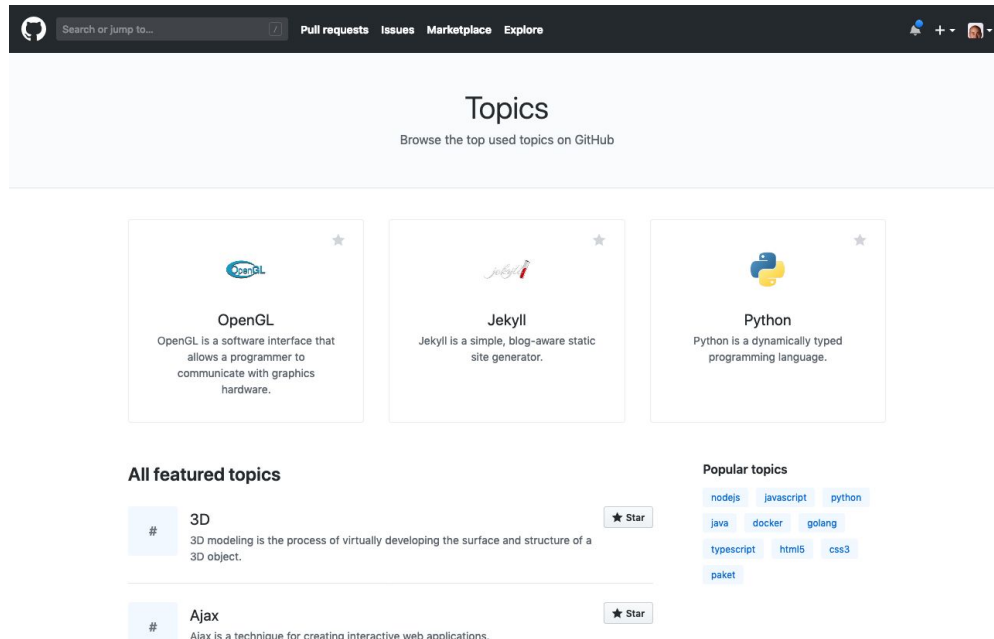 Search or jump to... /
Pull requests Issues Marketplace Explore
Topics
Browse the top used topics on GitHub
OpenGL
OpenGL
OpenGL is a software interface that
allows a programmer to
communicate with graphics
hardware.
jekyll
Jekyll
Jekyll is a simple, blog-aware static
site generator.
Python
Python is a dynamically typed
programming language.
All featured topics
#
3D
Star
3D modeling is the process of virtually developing the surface and structure of a
3D object.
#
Ajax
Star
Ajax is a technique for creating interactive web applications.
Popular topics
nodejs javascript python
java docker golang
typescript html5 css3
paket